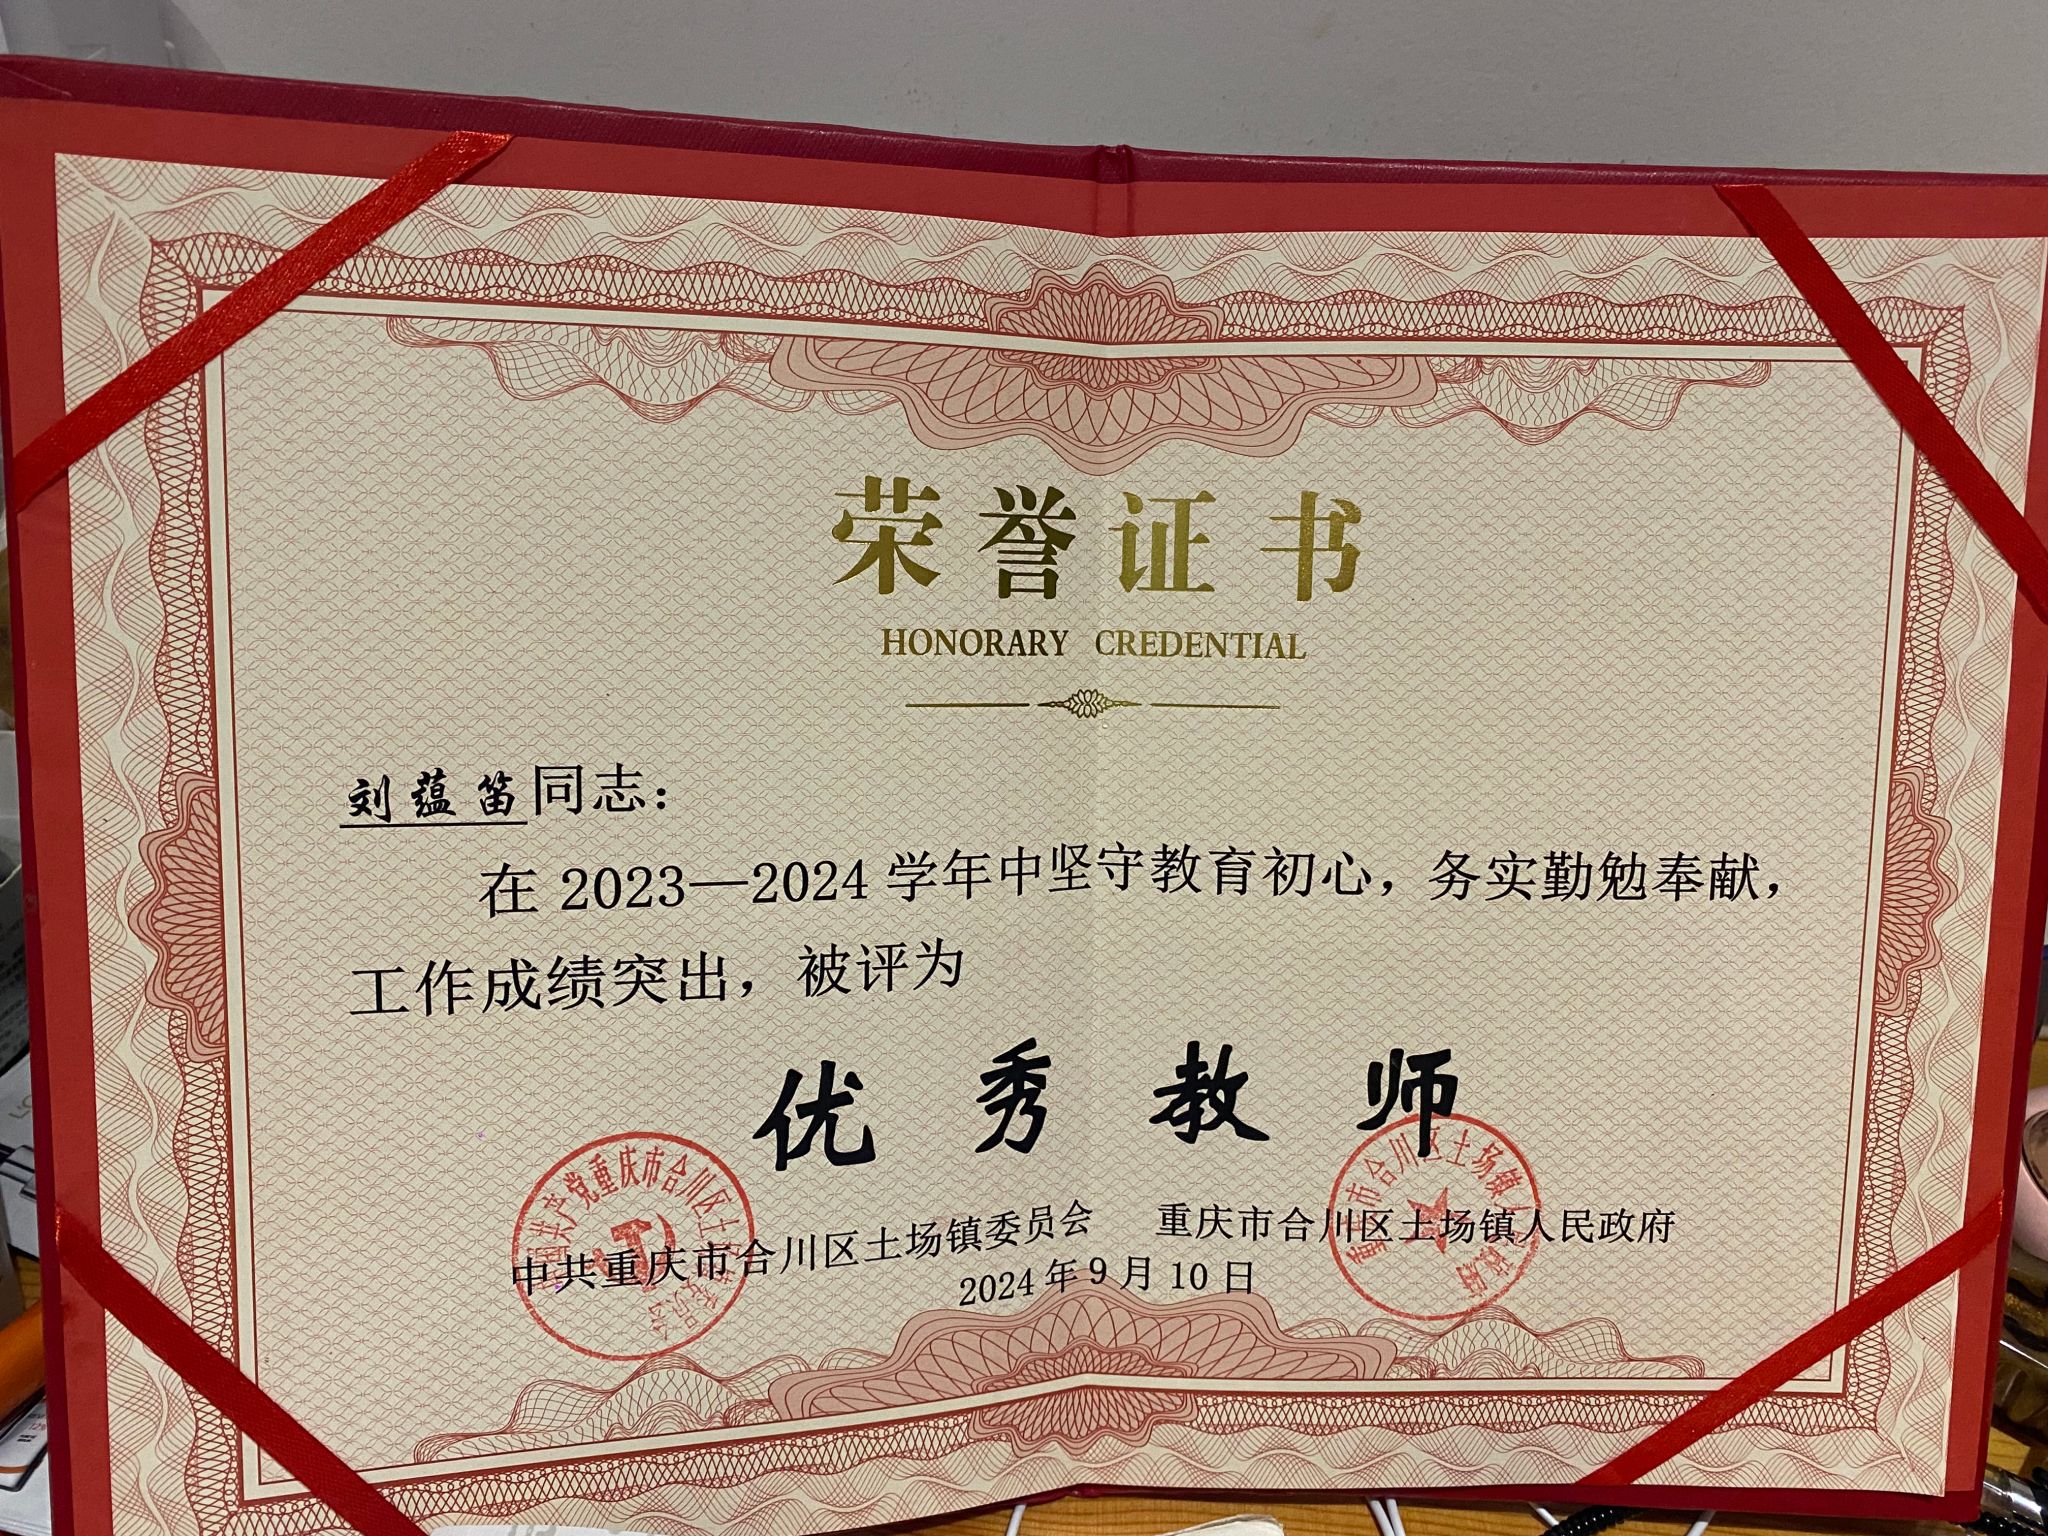 荣誉证书
HONORARY CREDENTIAL
刘蕴笛同志：
在 2023—2024 学年中坚守教育初心，务实勤勉奉献，
工作成绩突出，被评为
优秀教师
中共重庆市合川区土场镇委员会 重庆市合川区土场镇人民政府
2024 年 9 月 10 日